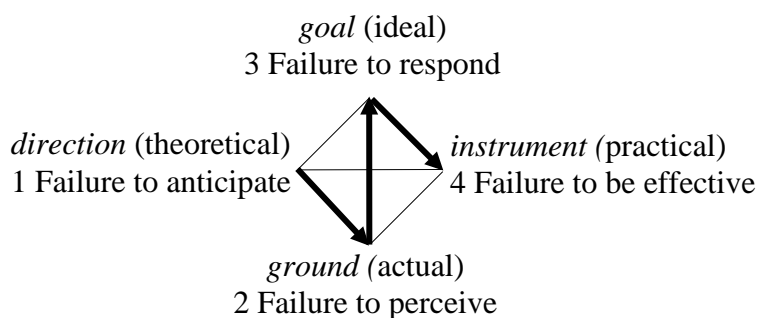 goal (ideal)
3 Failure to respond
direction (theoretical)
1 Failure to anticipate
instrument (practical)
4 Failure to be effective
ground (actual)
2 Failure to perceive